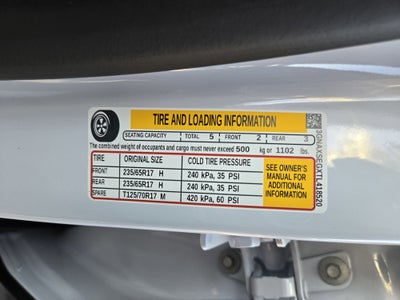 TIRE AND LOADING INFORMATION
SEATING CAPACITY TOTAL 5 FRONT 2 REAR 3
The combined weight of occupants and cargo must never exceed 500 kg or 1102 lbs.
TIRE ORIGINAL SIZE COLD TIRE PRESSURE
FRONT 235/65R17 H 240 kPa, 35 PSI
REAR 235/65R17 H 240 kPa, 35 PSI
SPARE T125/70R17 M 420 kPa, 60 PSI
SEE OWNER'S
MANUAL FOR
ADDITIONAL
INFORMATION